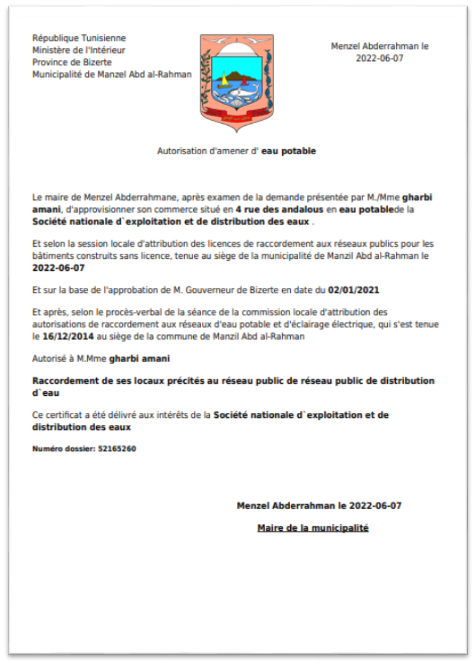 République Tunisienne
Ministère de l'Intérieur
Province de Bizerte
Municipalité de Manzel Abd al-Rahman
Menzel Abderrahman le
2022-06-07
Autorisation d'amener d' eau potable
Le maire de Menzel Abderrahmane, après examen de la demande présentée par M./Mme gharbi
amani, d'approvisionner son commerce situé en 4 rue des andalous en eau potablede la
Société nationale d`exploitation et de distribution des eaux .
Et selon la session locale d'attribution des licences de raccordement aux réseaux publics pour les
bâtiments construits sans licence, tenue au siège de la municipalité de Manzil Abd al-Rahman le
2022-06-07
Et sur la base de l'approbation de M. Gouverneur de Bizerte en date du 02/01/2021
Et après, selon le procès-verbal de la séance de la commission locale d'attribution des
autorisations de raccordement aux réseaux d'eau potable et d'éclairage électrique, qui s'est tenue
le 16/12/2014 au siège de la commune de Manzil Abd al-Rahman
Autorisé à M.Mme gharbi amani
Raccordement de ses locaux précités au réseau public de réseau public de distribution
d`eau
Ce certificat a été délivré aux intérêts de la Société nationale d`exploitation et de
distribution des eaux
Numéro dossier: 52165260
Menzel Abderrahman le 2022-06-07
Maire de la municipalité